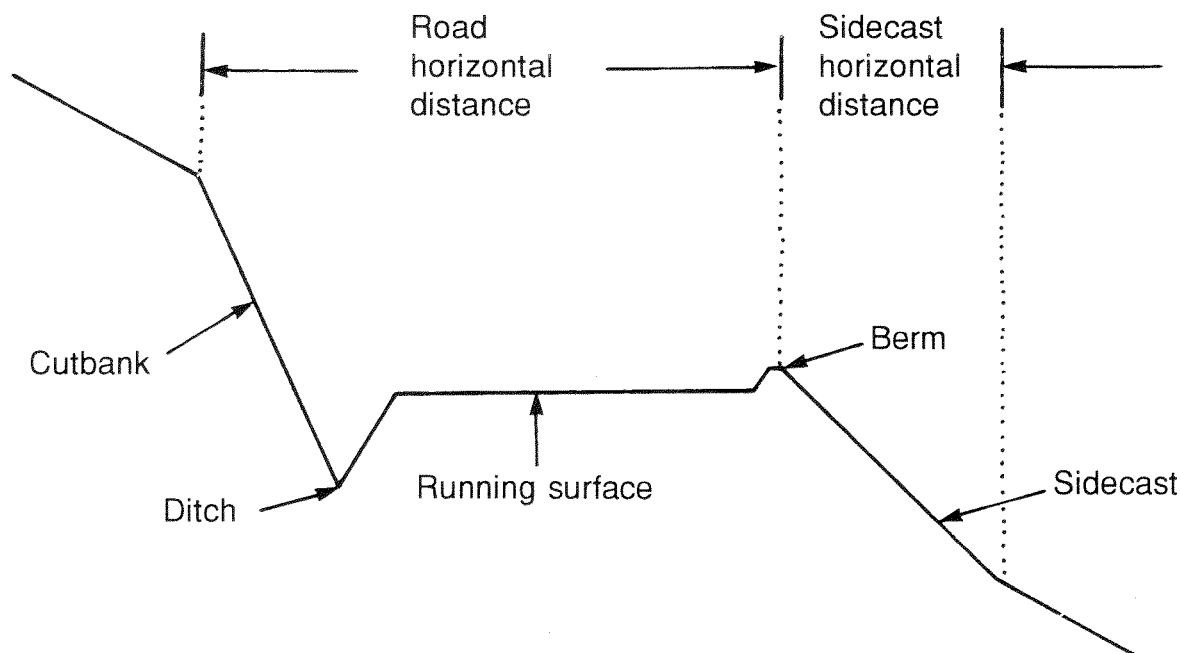 Road
horizontal
distance
Sidecast
horizontal
distance
Cutbank
Berm
Ditch
Running surface
Sidecast